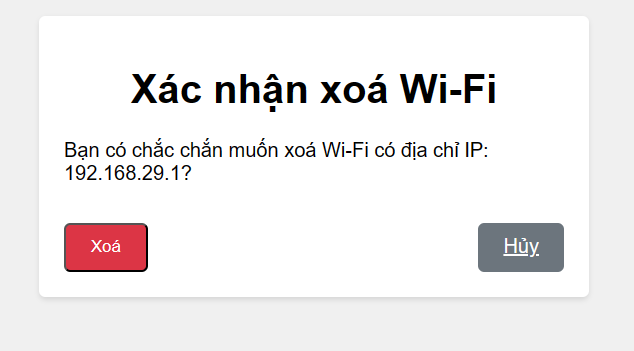 Xác nhận xoá Wi-Fi
Bạn có chắc chắn muốn xoá Wi-Fi có địa chỉ IP:
192.168.29.1?
Xoá
Hủy